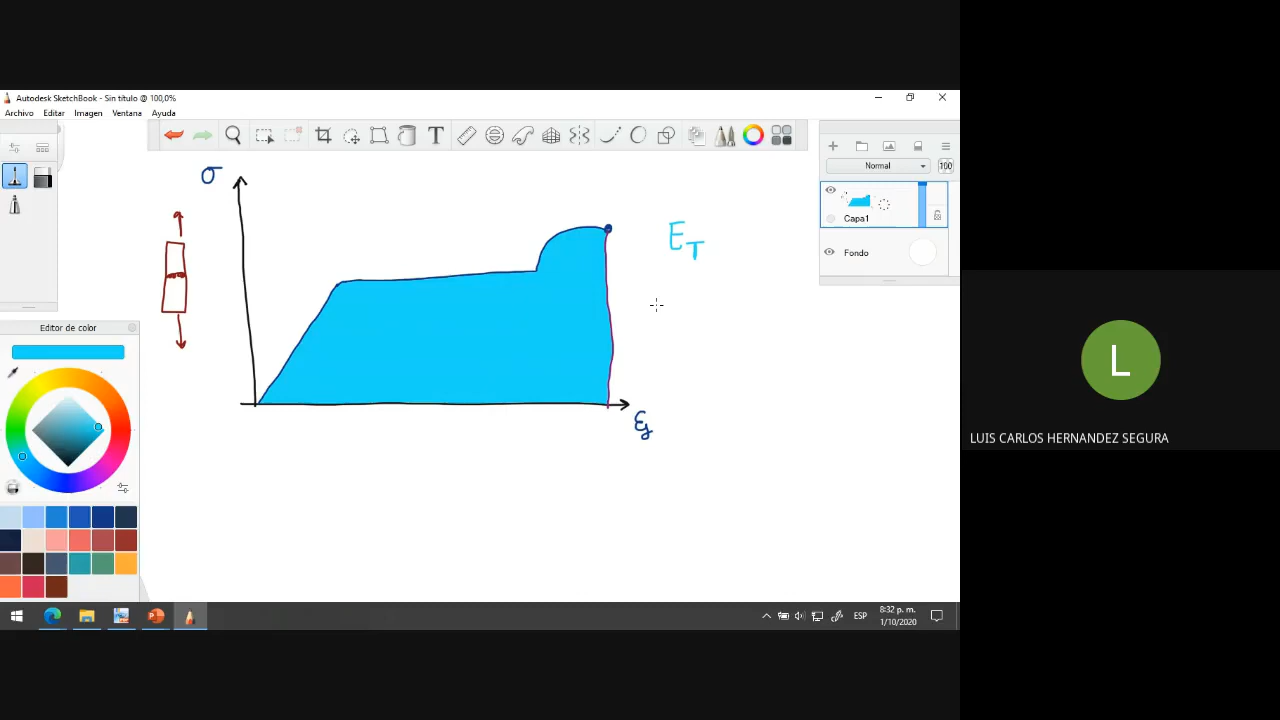 Autodesk SketchBook - Sin título @ 100,0%
Archivo Editar Imagen Ventana Ayuda
T
Normal
100
Capa1
Fondo
σ
E_T
Editor de color
L
LUIS CARLOS HERNANDEZ SEGURA
ESP
8:32 p. m.
1/10/2020